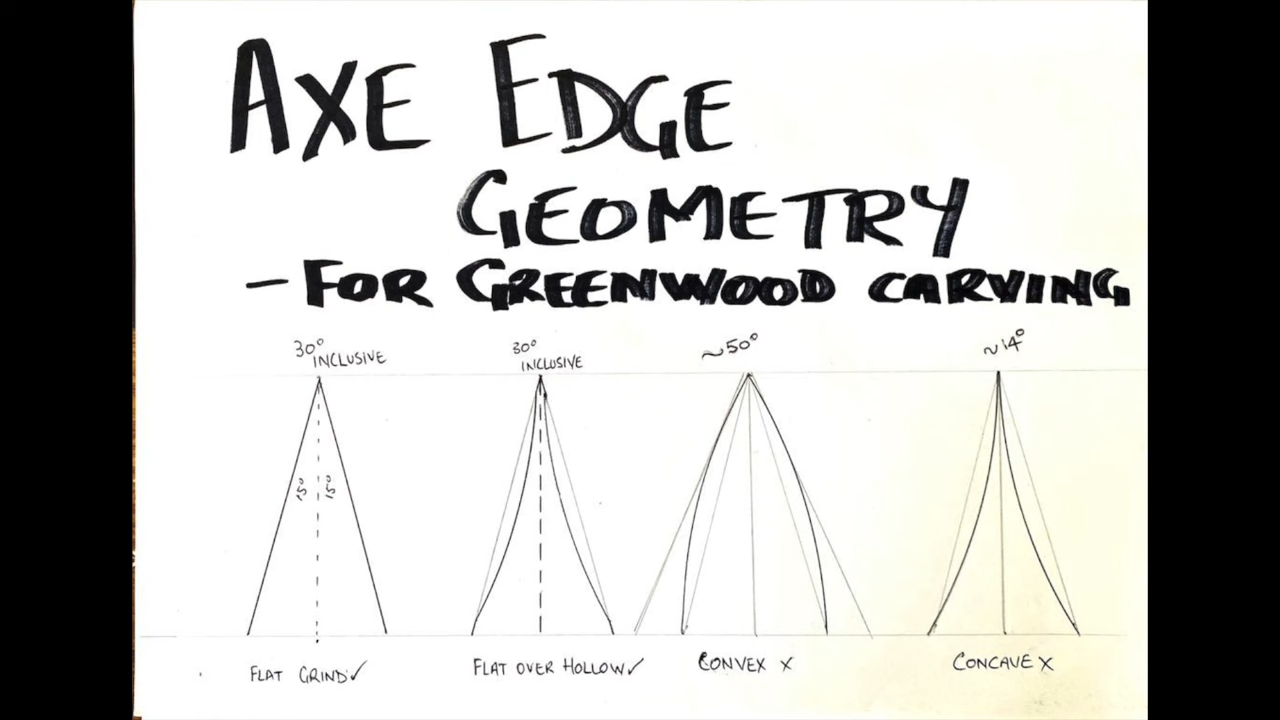 AXE EDGE
GEOMETRY
- FOR GREENWOOD CARVING
30° INCLUSIVE
30° INCLUSIVE
~50°
~14°
15° 15°
FLAT GRIND ✓
FLAT OVER HOLLOW ✓
CONVEX X
CONCAVE X